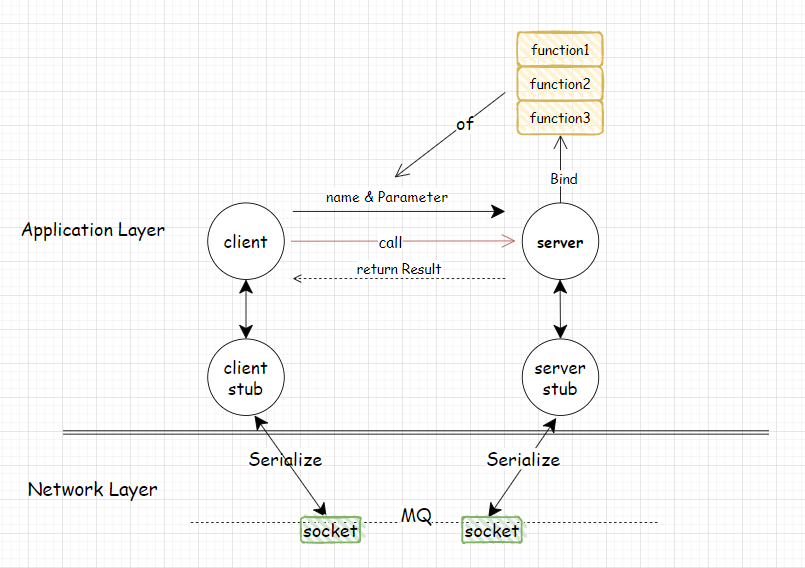 function1
function2
function3
of
Bind
name & Parameter
Application Layer
client
call
server
return Result
client
stub
server
stub
Serialize
Serialize
Network Layer
MQ
socket
socket